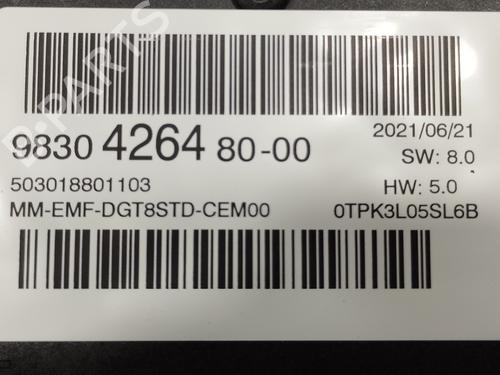 B-PARTS
2021/06/21
9830 4264 80-00
SW: 8.0
503018801103
HW: 5.0
MM-EMF-DGT8STD-CEM00
0TPK3L05SL6B